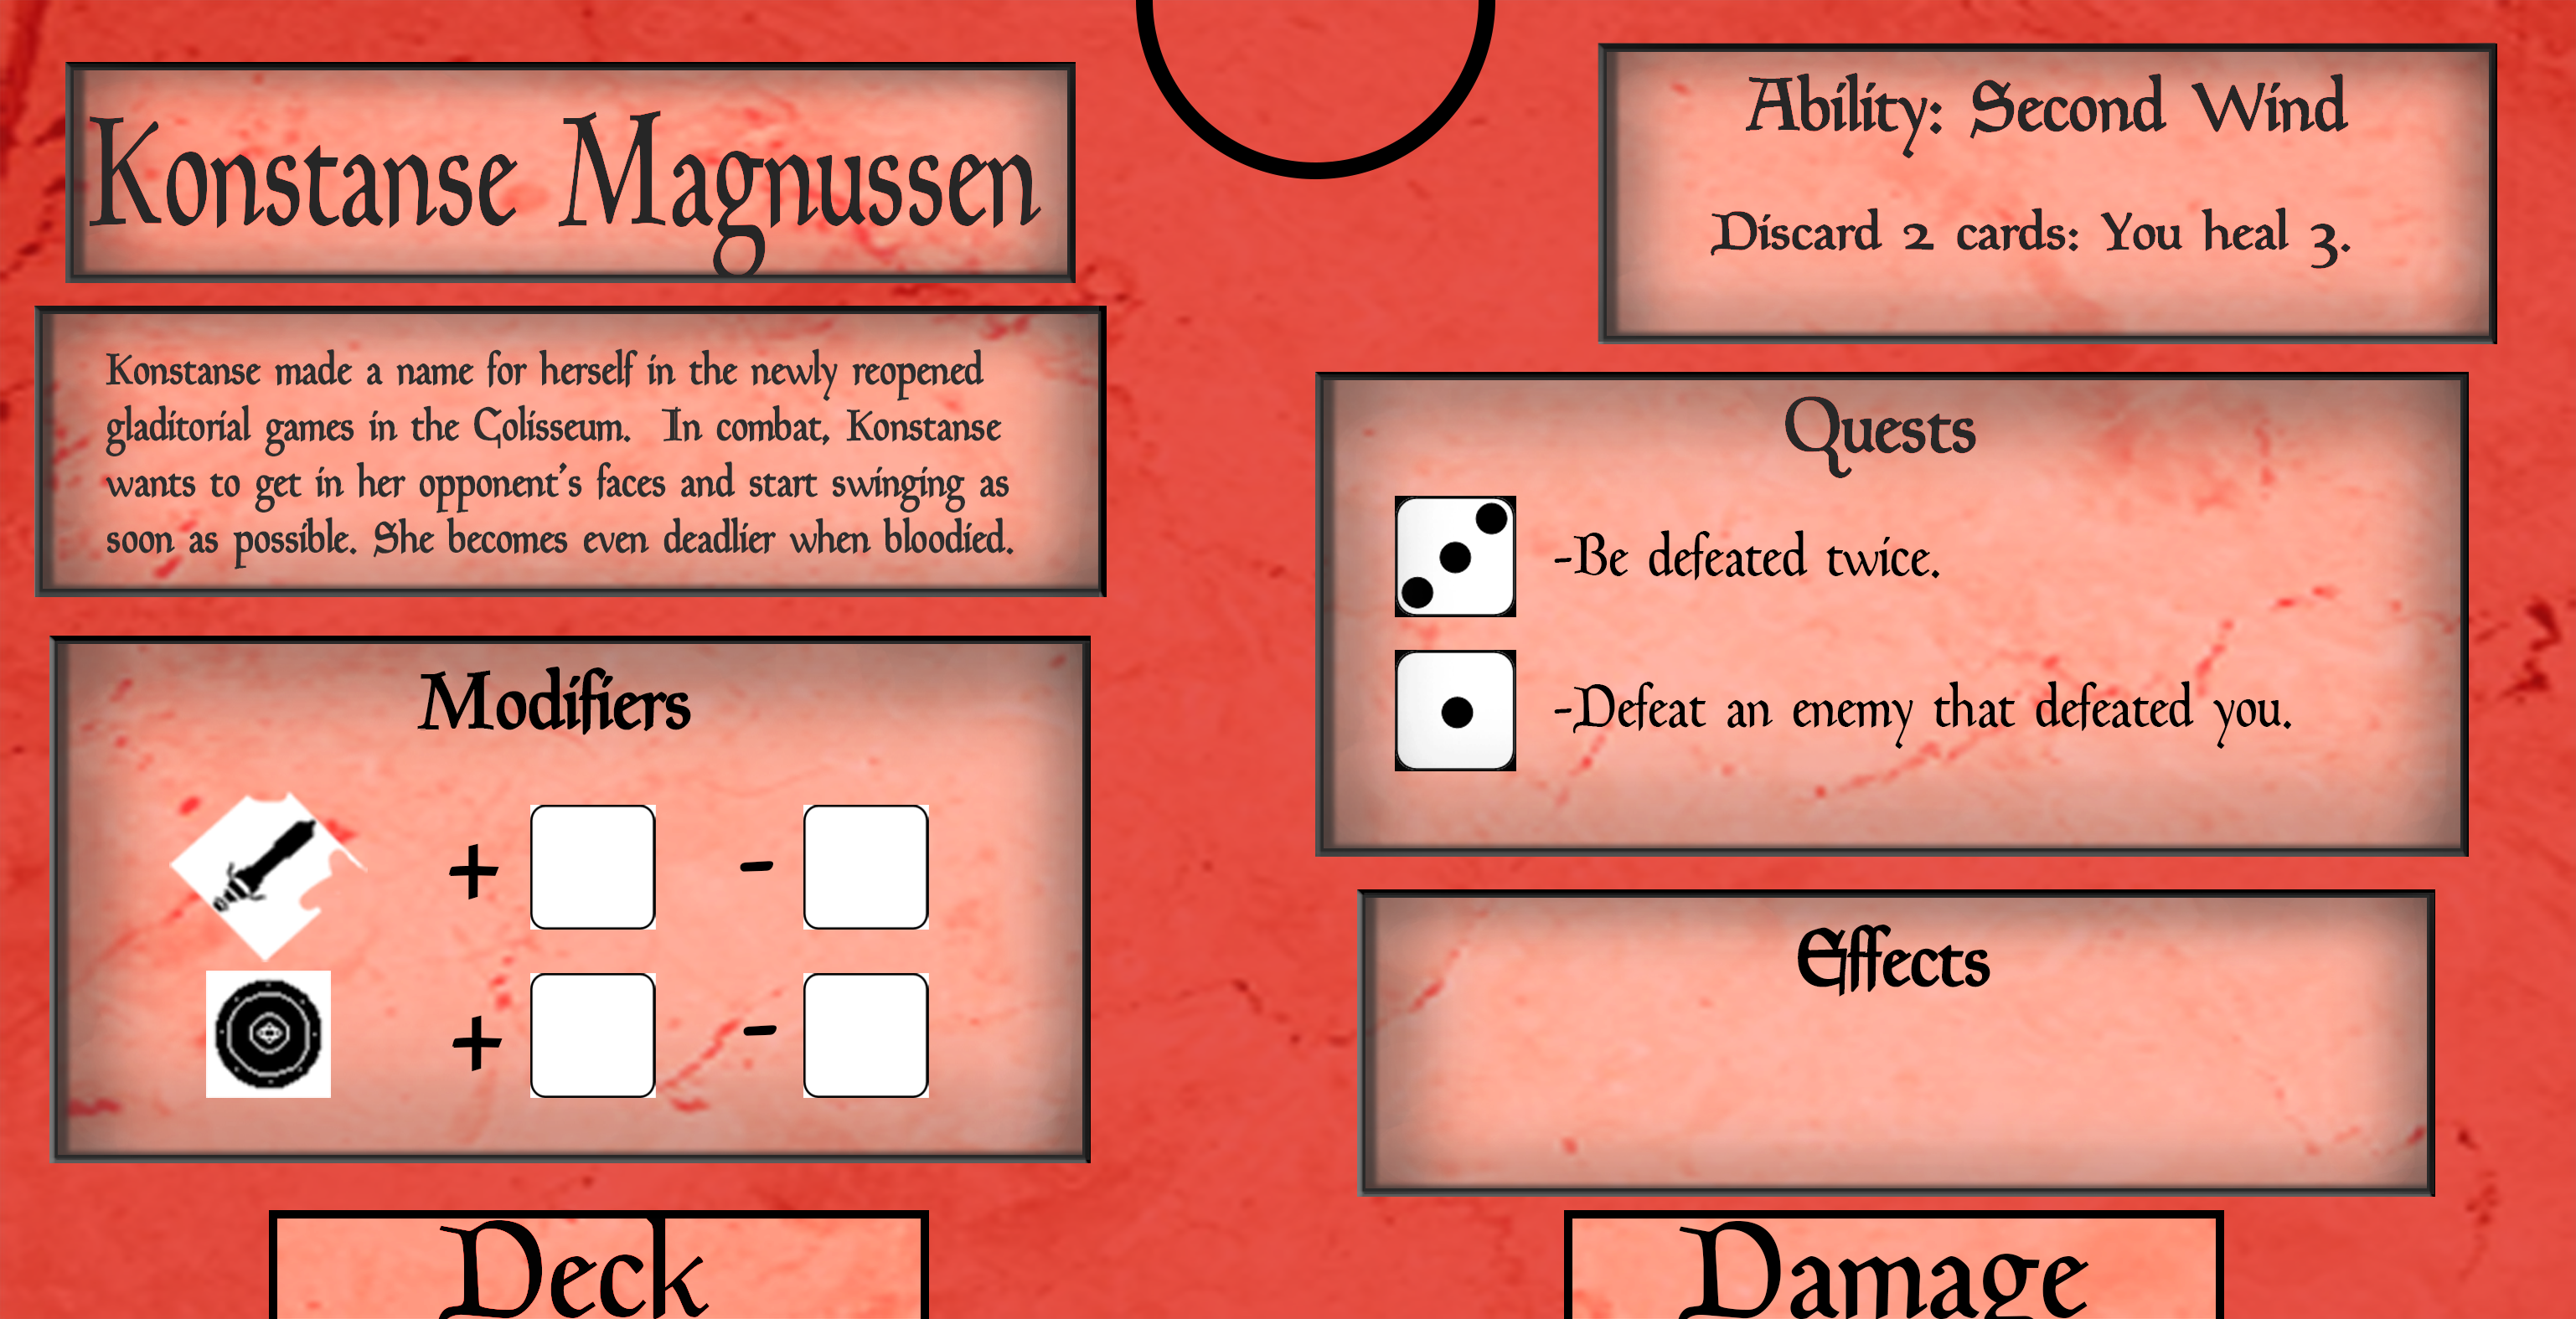 Konstanse Magnussen
Konstanse made a name for herself in the newly reopened
gladitorial games in the Colisseum.  In combat, Konstanse
wants to get in her opponent's faces and start swinging as
soon as possible. She becomes even deadlier when bloodied.
Modifiers
+ -
+ -
Deck
Ability: Second Wind
Discard 2 cards: You heal 3.
Quests
-Be defeated twice.
-Defeat an enemy that defeated you.
Effects
Damage